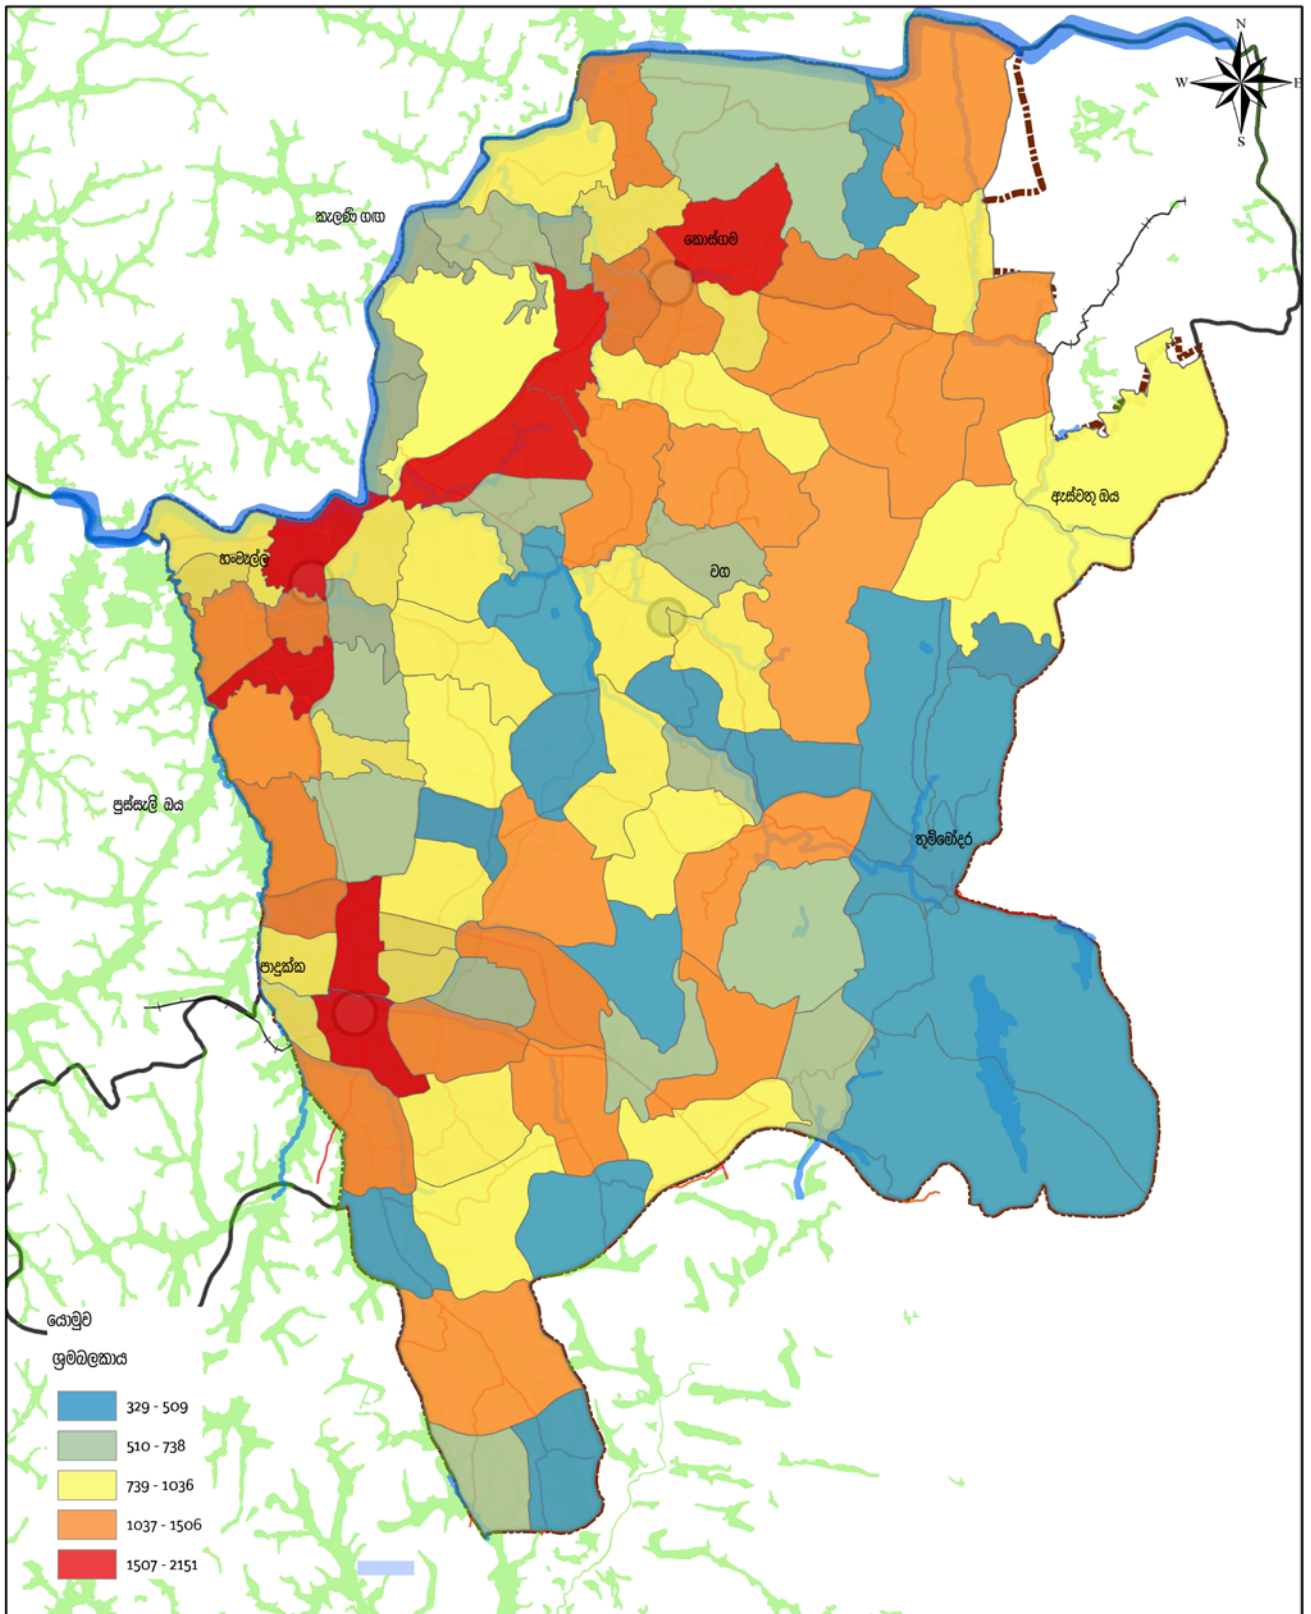 N
W E
S
කැලණි ගඟ
කොස්ගම
ඇස්වතු ඔය
හංවැල්ල
වග
පුස්සැලි ඔය
තුම්මෝදර
පාදුක්ක
යොමුව
ශ්‍රමබලකාය
329 - 509
510 - 738
739 - 1036
1037 - 1506
1507 - 2151